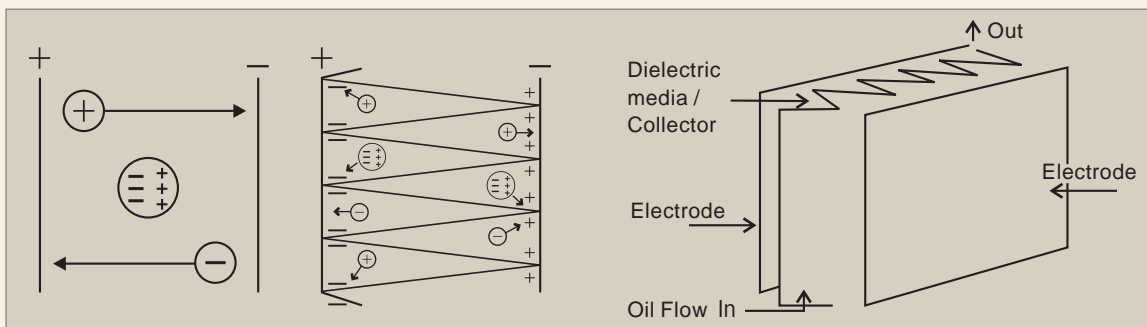 +
−
+
−
+
−
Out
Dielectric
media /
Collector
Electrode
Electrode
Oil Flow In